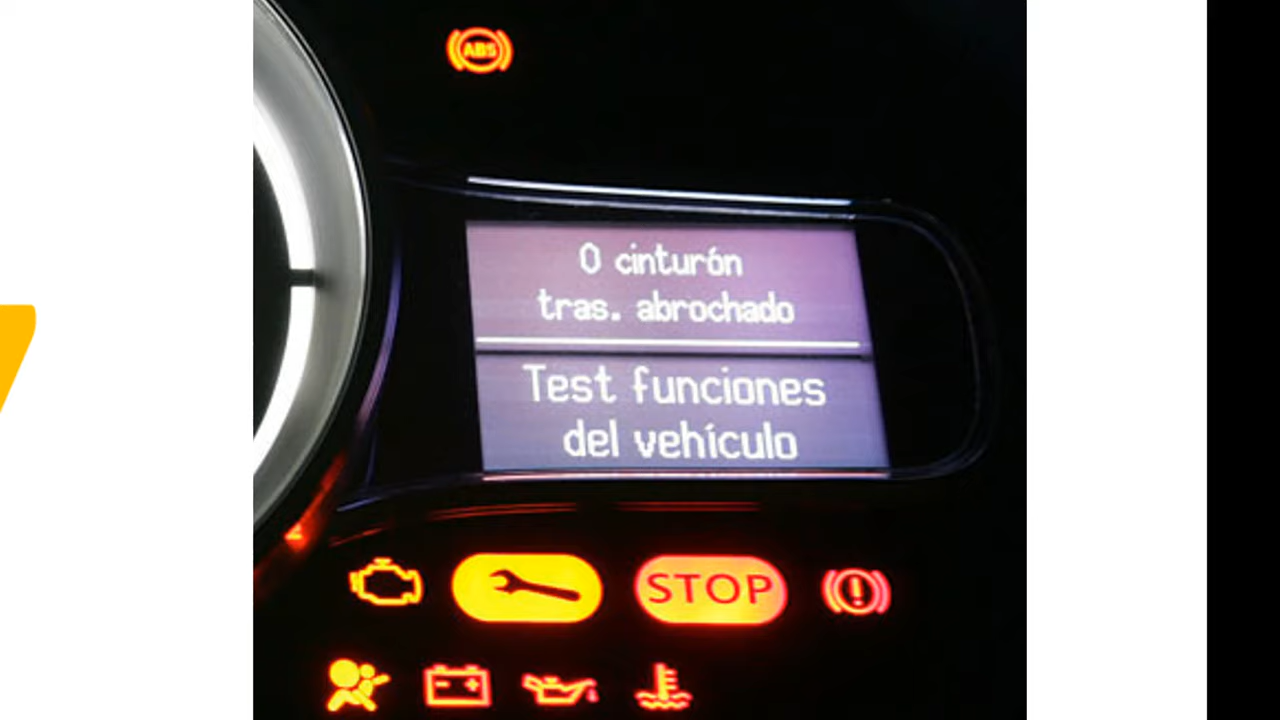 ABS
0 cinturón
tras. abrochado
Test funciones
del vehículo
STOP